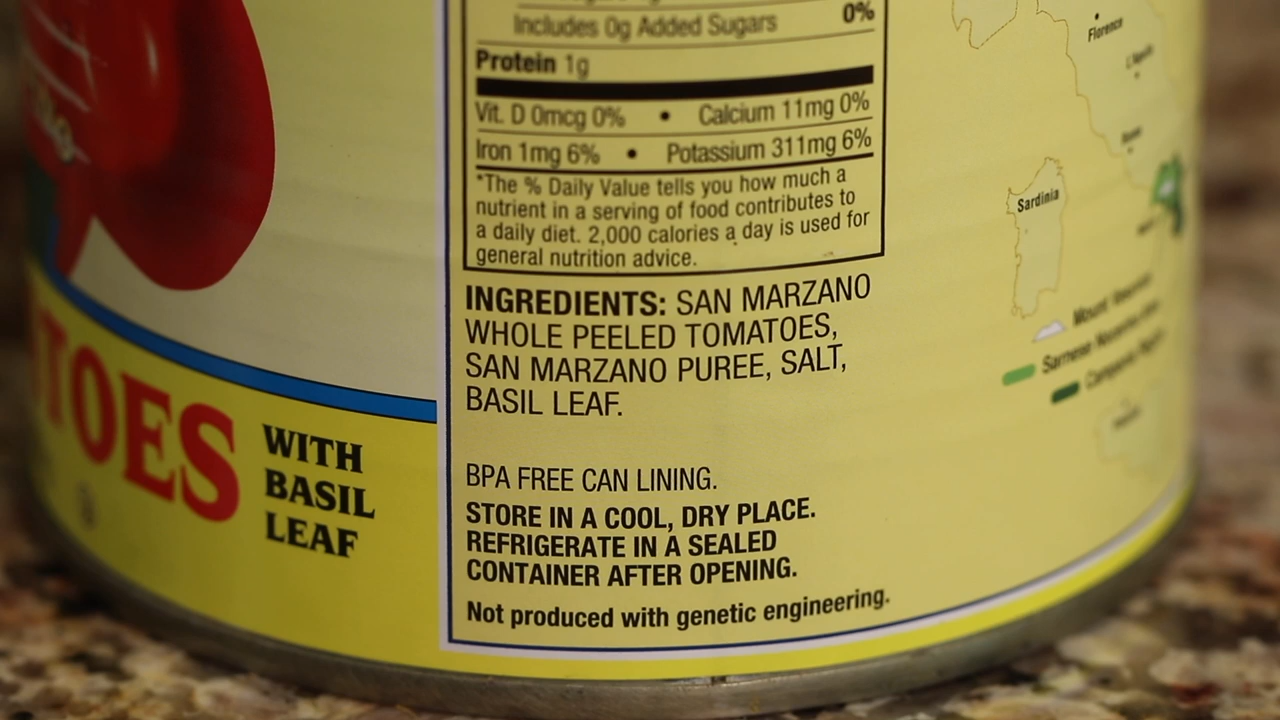 Includes 0g Added Sugars 0%
Protein 1g
Vit. D 0mcg 0% • Calcium 11mg 0%
Iron 1mg 6% • Potassium 311mg 6%
*The % Daily Value tells you how much a
nutrient in a serving of food contributes to
a daily diet. 2,000 calories a day is used for
general nutrition advice.
INGREDIENTS: SAN MARZANO
WHOLE PEELED TOMATOES,
SAN MARZANO PUREE, SALT,
BASIL LEAF.
BPA FREE CAN LINING.
STORE IN A COOL, DRY PLACE.
REFRIGERATE IN A SEALED
CONTAINER AFTER OPENING.
Not produced with genetic engineering.
TOES
WITH
BASIL
LEAF
Florence
Sardinia
Mount